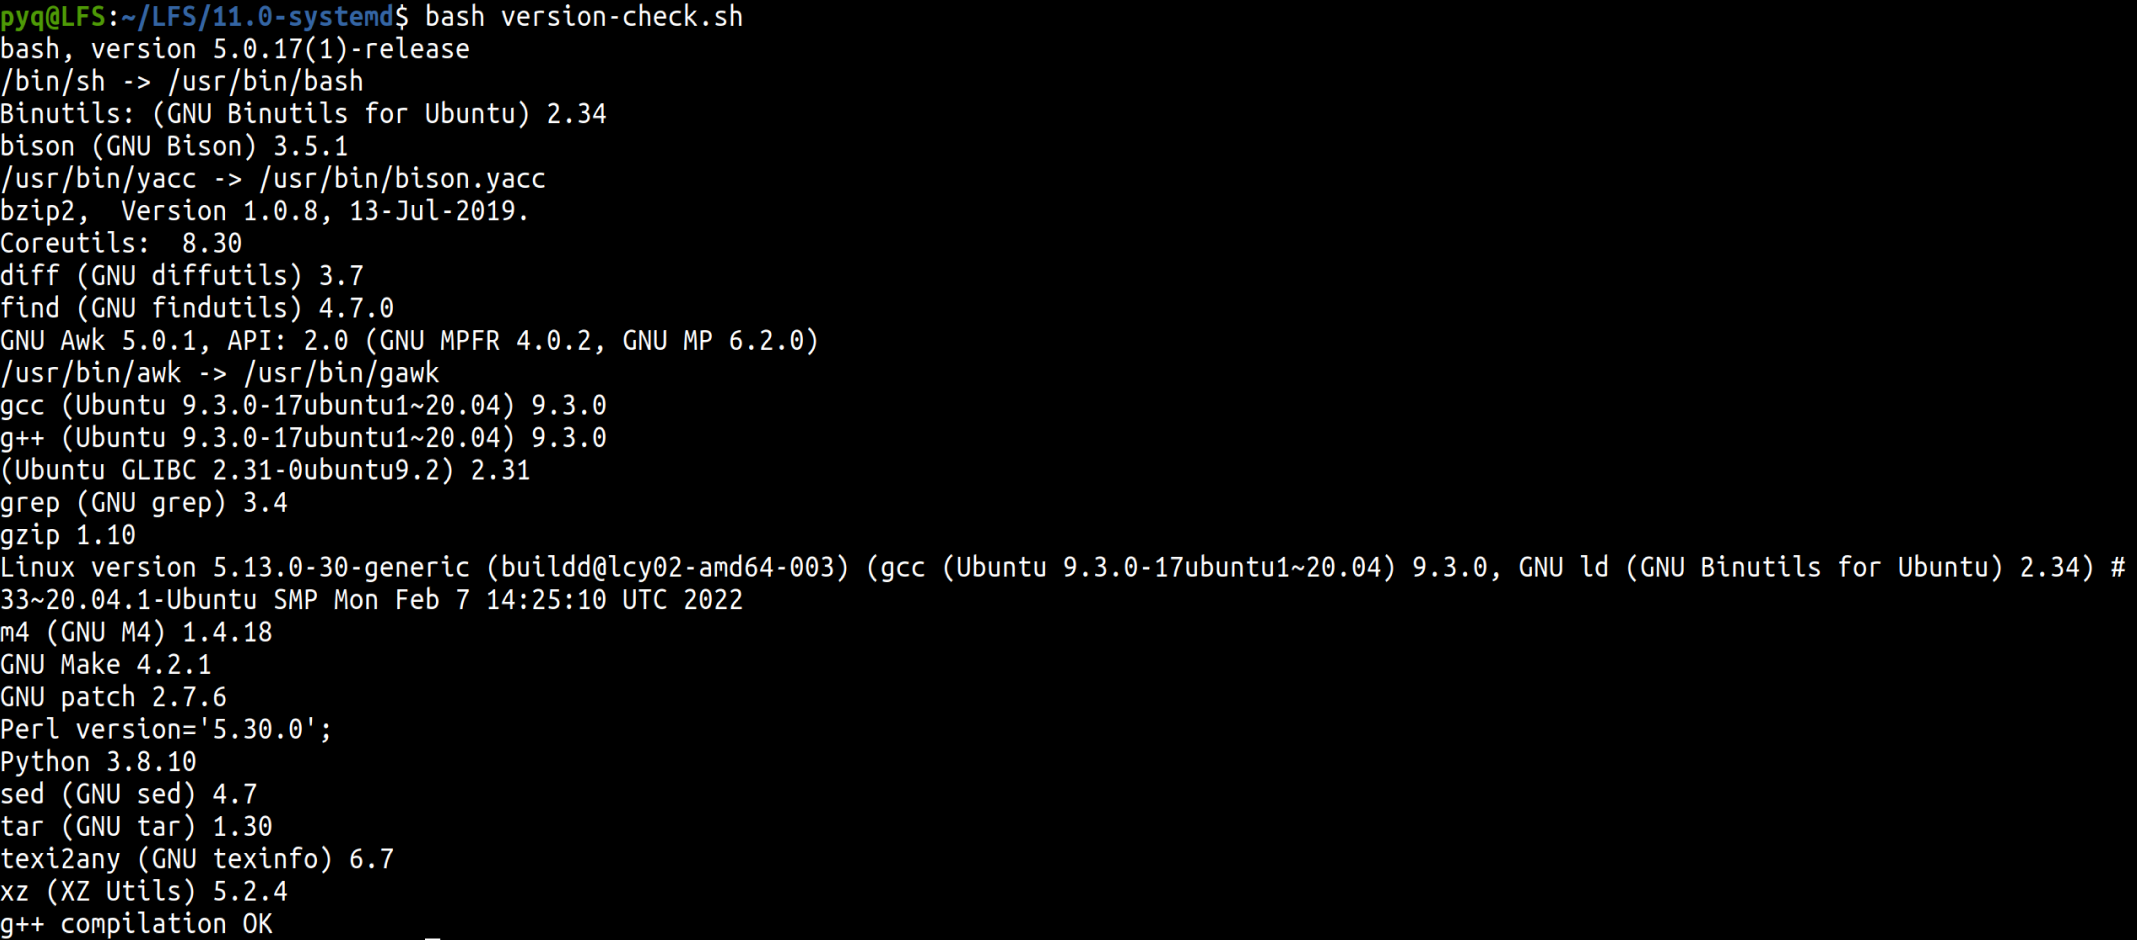 pyq@LFS:~/LFS/11.0-systemd$ bash version-check.sh
bash, version 5.0.17(1)-release
/bin/sh -> /usr/bin/bash
Binutils: (GNU Binutils for Ubuntu) 2.34
bison (GNU Bison) 3.5.1
/usr/bin/yacc -> /usr/bin/bison.yacc
bzip2,  Version 1.0.8, 13-Jul-2019.
Coreutils:  8.30
diff (GNU diffutils) 3.7
find (GNU findutils) 4.7.0
GNU Awk 5.0.1, API: 2.0 (GNU MPFR 4.0.2, GNU MP 6.2.0)
/usr/bin/awk -> /usr/bin/gawk
gcc (Ubuntu 9.3.0-17ubuntu1~20.04) 9.3.0
g++ (Ubuntu 9.3.0-17ubuntu1~20.04) 9.3.0
(Ubuntu GLIBC 2.31-0ubuntu9.2) 2.31
grep (GNU grep) 3.4
gzip 1.10
Linux version 5.13.0-30-generic (buildd@lcy02-amd64-003) (gcc (Ubuntu 9.3.0-17ubuntu1~20.04) 9.3.0, GNU ld (GNU Binutils for Ubuntu) 2.34) #
33~20.04.1-Ubuntu SMP Mon Feb 7 14:25:10 UTC 2022
m4 (GNU M4) 1.4.18
GNU Make 4.2.1
GNU patch 2.7.6
Perl version='5.30.0';
Python 3.8.10
sed (GNU sed) 4.7
tar (GNU tar) 1.30
texi2any (GNU texinfo) 6.7
xz (XZ Utils) 5.2.4
g++ compilation OK